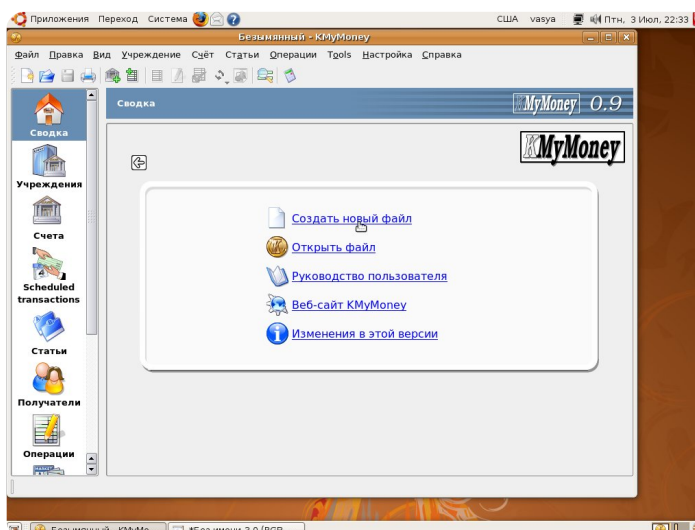 Приложения Переход Система США vasya Птн, 3 Июл, 22:33
Безымянный - KMyMoney
Файл Правка Вид Учреждение Счёт Статьи Операции Tools Настройка Справка
Сводка
KMyMoney 0.9
KMyMoney
Сводка
Учреждения
Счета
Scheduled
transactions
Статьи
Получатели
Операции
Создать новый файл
Открыть файл
Руководство пользователя
Веб-сайт KMyMoney
Изменения в этой версии
Безымянный - KMyMo...